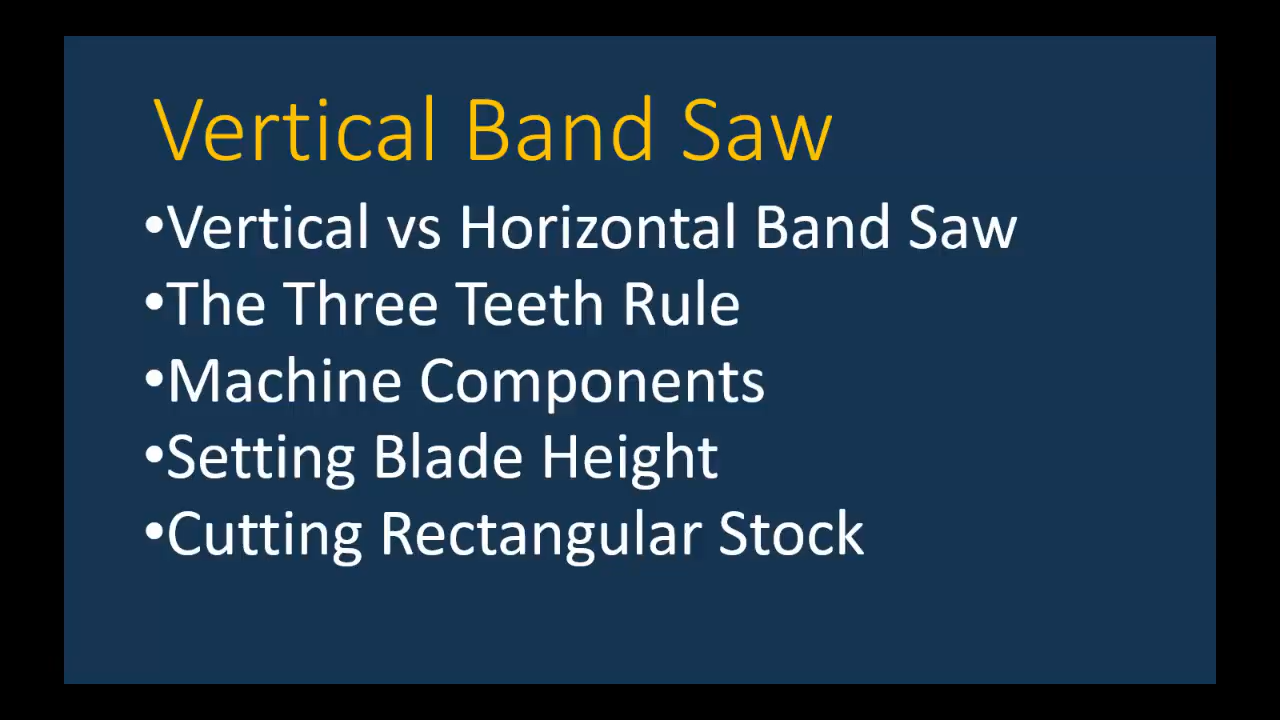 Vertical Band Saw
•Vertical vs Horizontal Band Saw
•The Three Teeth Rule
•Machine Components
•Setting Blade Height
•Cutting Rectangular Stock